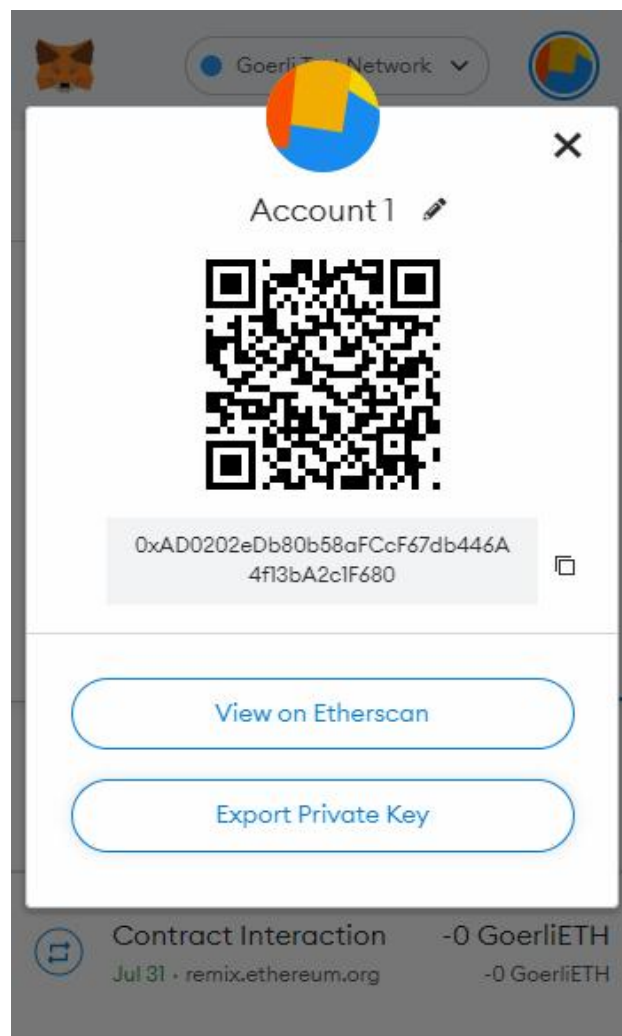 Goerli Test Network
Account 1
0xAD0202eDb80b58aFCcF67db446A
4f13bA2c1F680
View on Etherscan
Export Private Key
Contract Interaction
-0 GoerliETH
Jul 31 · remix.ethereum.org
-0 GoerliETH